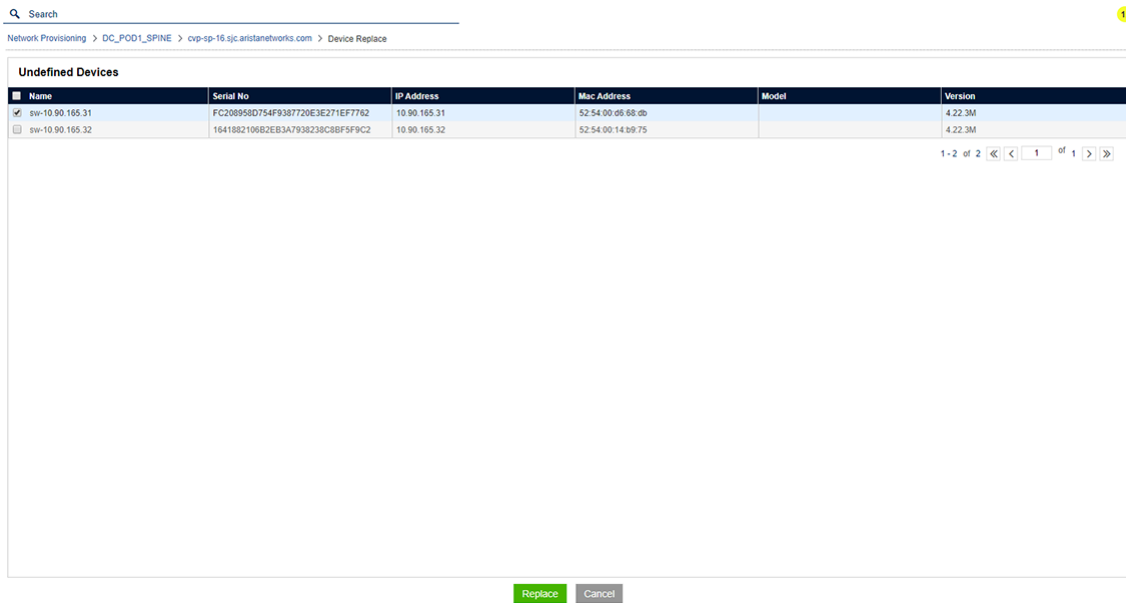 Search
1
Network Provisioning > DC_POD1_SPINE > cvp-sp-16.sjc.aristanetworks.com > Device Replace
Undefined Devices
Name Serial No IP Address Mac Address Model Version
sw-10.90.165.31 FC208958D754F9387720E3E271EF7762 10.90.165.31 52:54:00:d6:68:db 4.22.3M
sw-10.90.165.32 1641882106B2EB3A7938238C8BF5F9C2 10.90.165.32 52:54:00:14:b9:75 4.22.3M
1 - 2 of 2 « < 1 of 1 > »
Replace Cancel